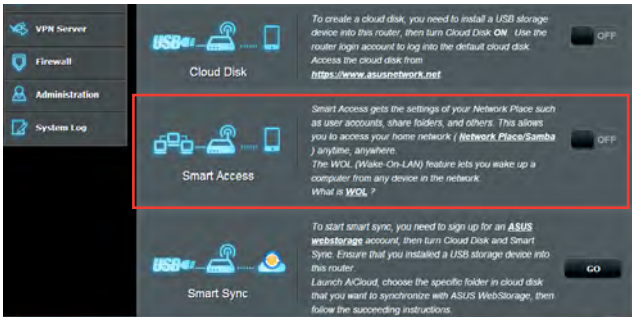 VPN Server
Firewall
Administration
System Log
USB
Cloud Disk
To create a cloud disk, you need to install a USB storage
device into this router, then turn Cloud Disk ON. Use the
router login account to log into the default cloud disk.
Access the cloud disk from
https://www.asusnetwork.net.
OFF
Smart Access
Smart Access gets the settings of your Network Place such
as user accounts, share folders, and others. This allows
you to access your home network ( Network Place/Samba
) anytime, anywhere.
The WOL (Wake-On-LAN) feature lets you wake up a
computer from any device in the network.
What is WOL ?
OFF
USB
Smart Sync
To start smart sync, you need to sign up for an ASUS
webstorage account, then turn Cloud Disk and Smart
Sync. Ensure that you installed a USB storage device into
this router.
Launch AiCloud, choose the specific folder in cloud disk
that you want to synchronize with ASUS WebStorage, then
follow the succeeding instructions.
GO